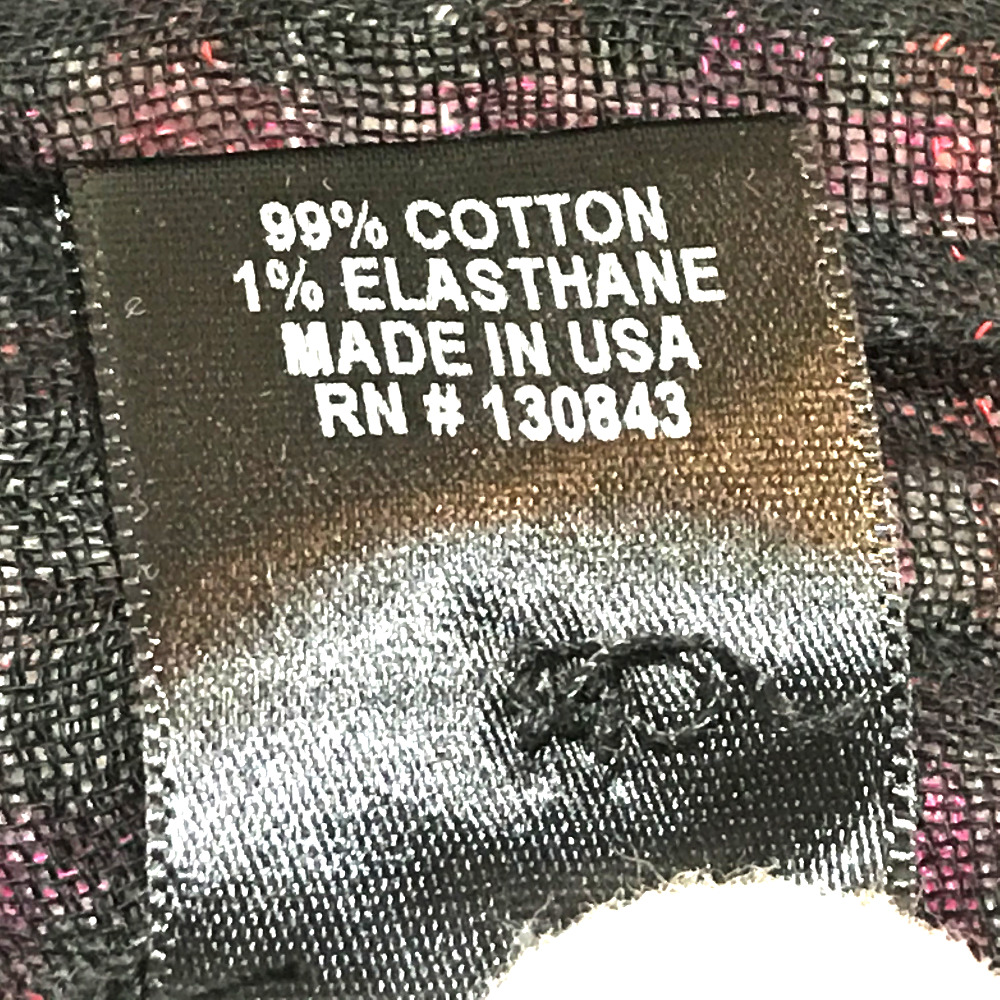 99% COTTON
1% ELASTHANE
MADE IN USA
RN # 130843